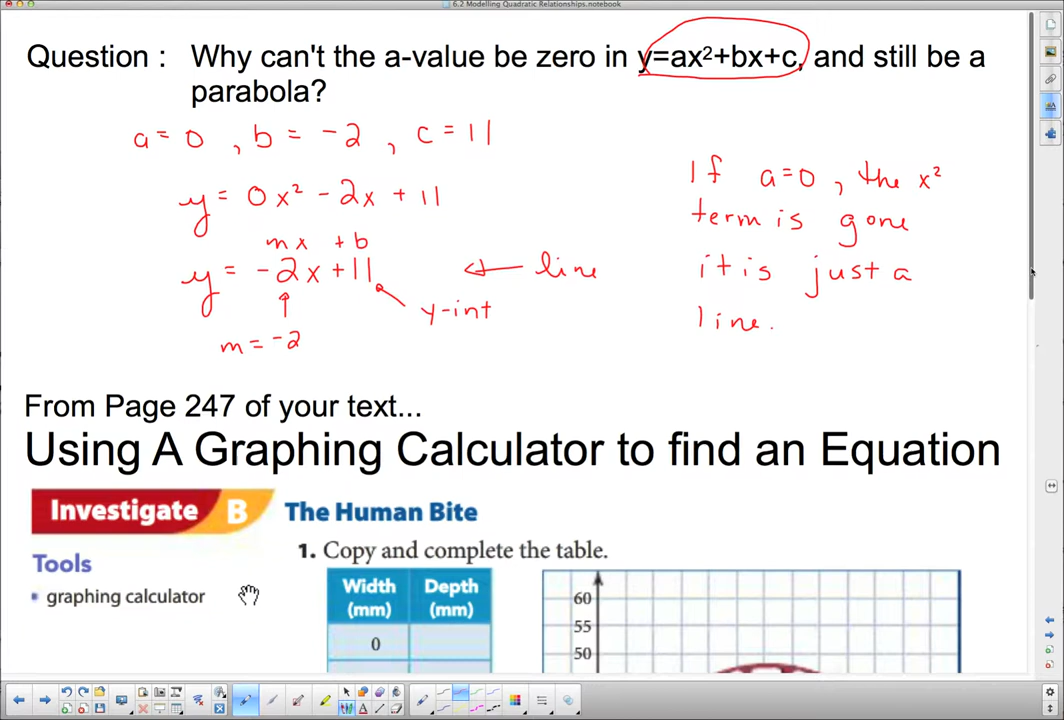 6.2 Modelling Quadratic Relationships.notebook
Question : Why can't the a-value be zero in y=ax²+bx+c, and still be a
parabola?
a = 0 , b = -2 , c = 11
y = 0x² - 2x + 11
mx + b
y = -2x + 11 ← line
y-int
m = -2
If a=0, the x²
term is gone
it is just a
line.
From Page 247 of your text...
Using A Graphing Calculator to find an Equation
Investigate B The Human Bite
Tools
• graphing calculator
1. Copy and complete the table.
Width (mm) Depth (mm)
0
60
55
50